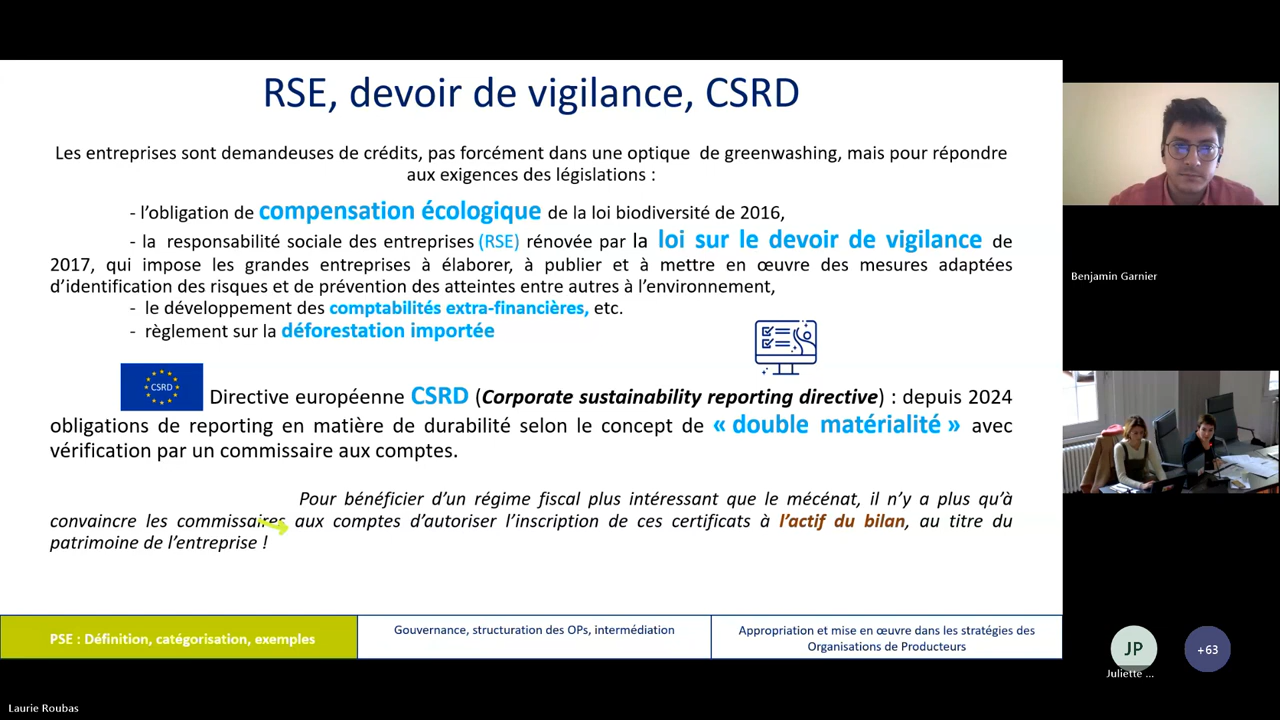 RSE, devoir de vigilance, CSRD
Les entreprises sont demandeuses de crédits, pas forcément dans une optique de greenwashing, mais pour répondre
aux exigences des législations :
- l’obligation de compensation écologique de la loi biodiversité de 2016,
- la responsabilité sociale des entreprises (RSE) rénovée par la loi sur le devoir de vigilance de
2017, qui impose les grandes entreprises à élaborer, à publier et à mettre en œuvre des mesures adaptées
d’identification des risques et de prévention des atteintes entre autres à l’environnement,
- le développement des comptabilités extra-financières, etc.
- règlement sur la déforestation importée
CSRD
Directive européenne CSRD (Corporate sustainability reporting directive) : depuis 2024
obligations de reporting en matière de durabilité selon le concept de « double matérialité » avec
vérification par un commissaire aux comptes.
Pour bénéficier d’un régime fiscal plus intéressant que le mécénat, il n’y a plus qu’à
convaincre les commissaires aux comptes d’autoriser l’inscription de ces certificats à l’actif du bilan, au titre du
patrimoine de l’entreprise !
PSE : Définition, catégorisation, exemples
Gouvernance, structuration des OPs, intermédiation
Appropriation et mise en œuvre dans les stratégies des
Organisations de Producteurs
Benjamin Garnier
JP
+63
Juliette ...
Laurie Roubas